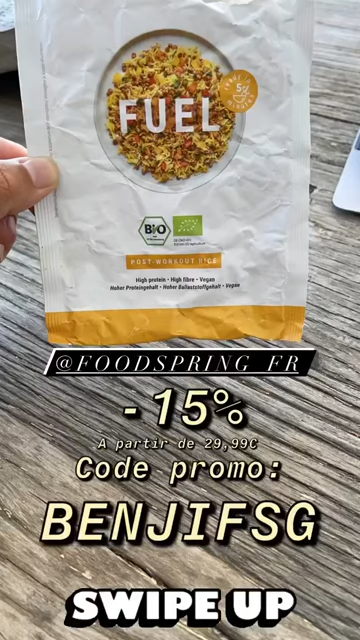 FUEL
5
BIO
POST-WORKOUT RICE
High protein • High fibre • Vegan
Hoher Proteingehalt • Hoher Ballaststoffgehalt • Vegan
@FOODSPRING_FR
-15%
A partir de 29,99€
Code promo:
BENJIFSG
SWIPE UP